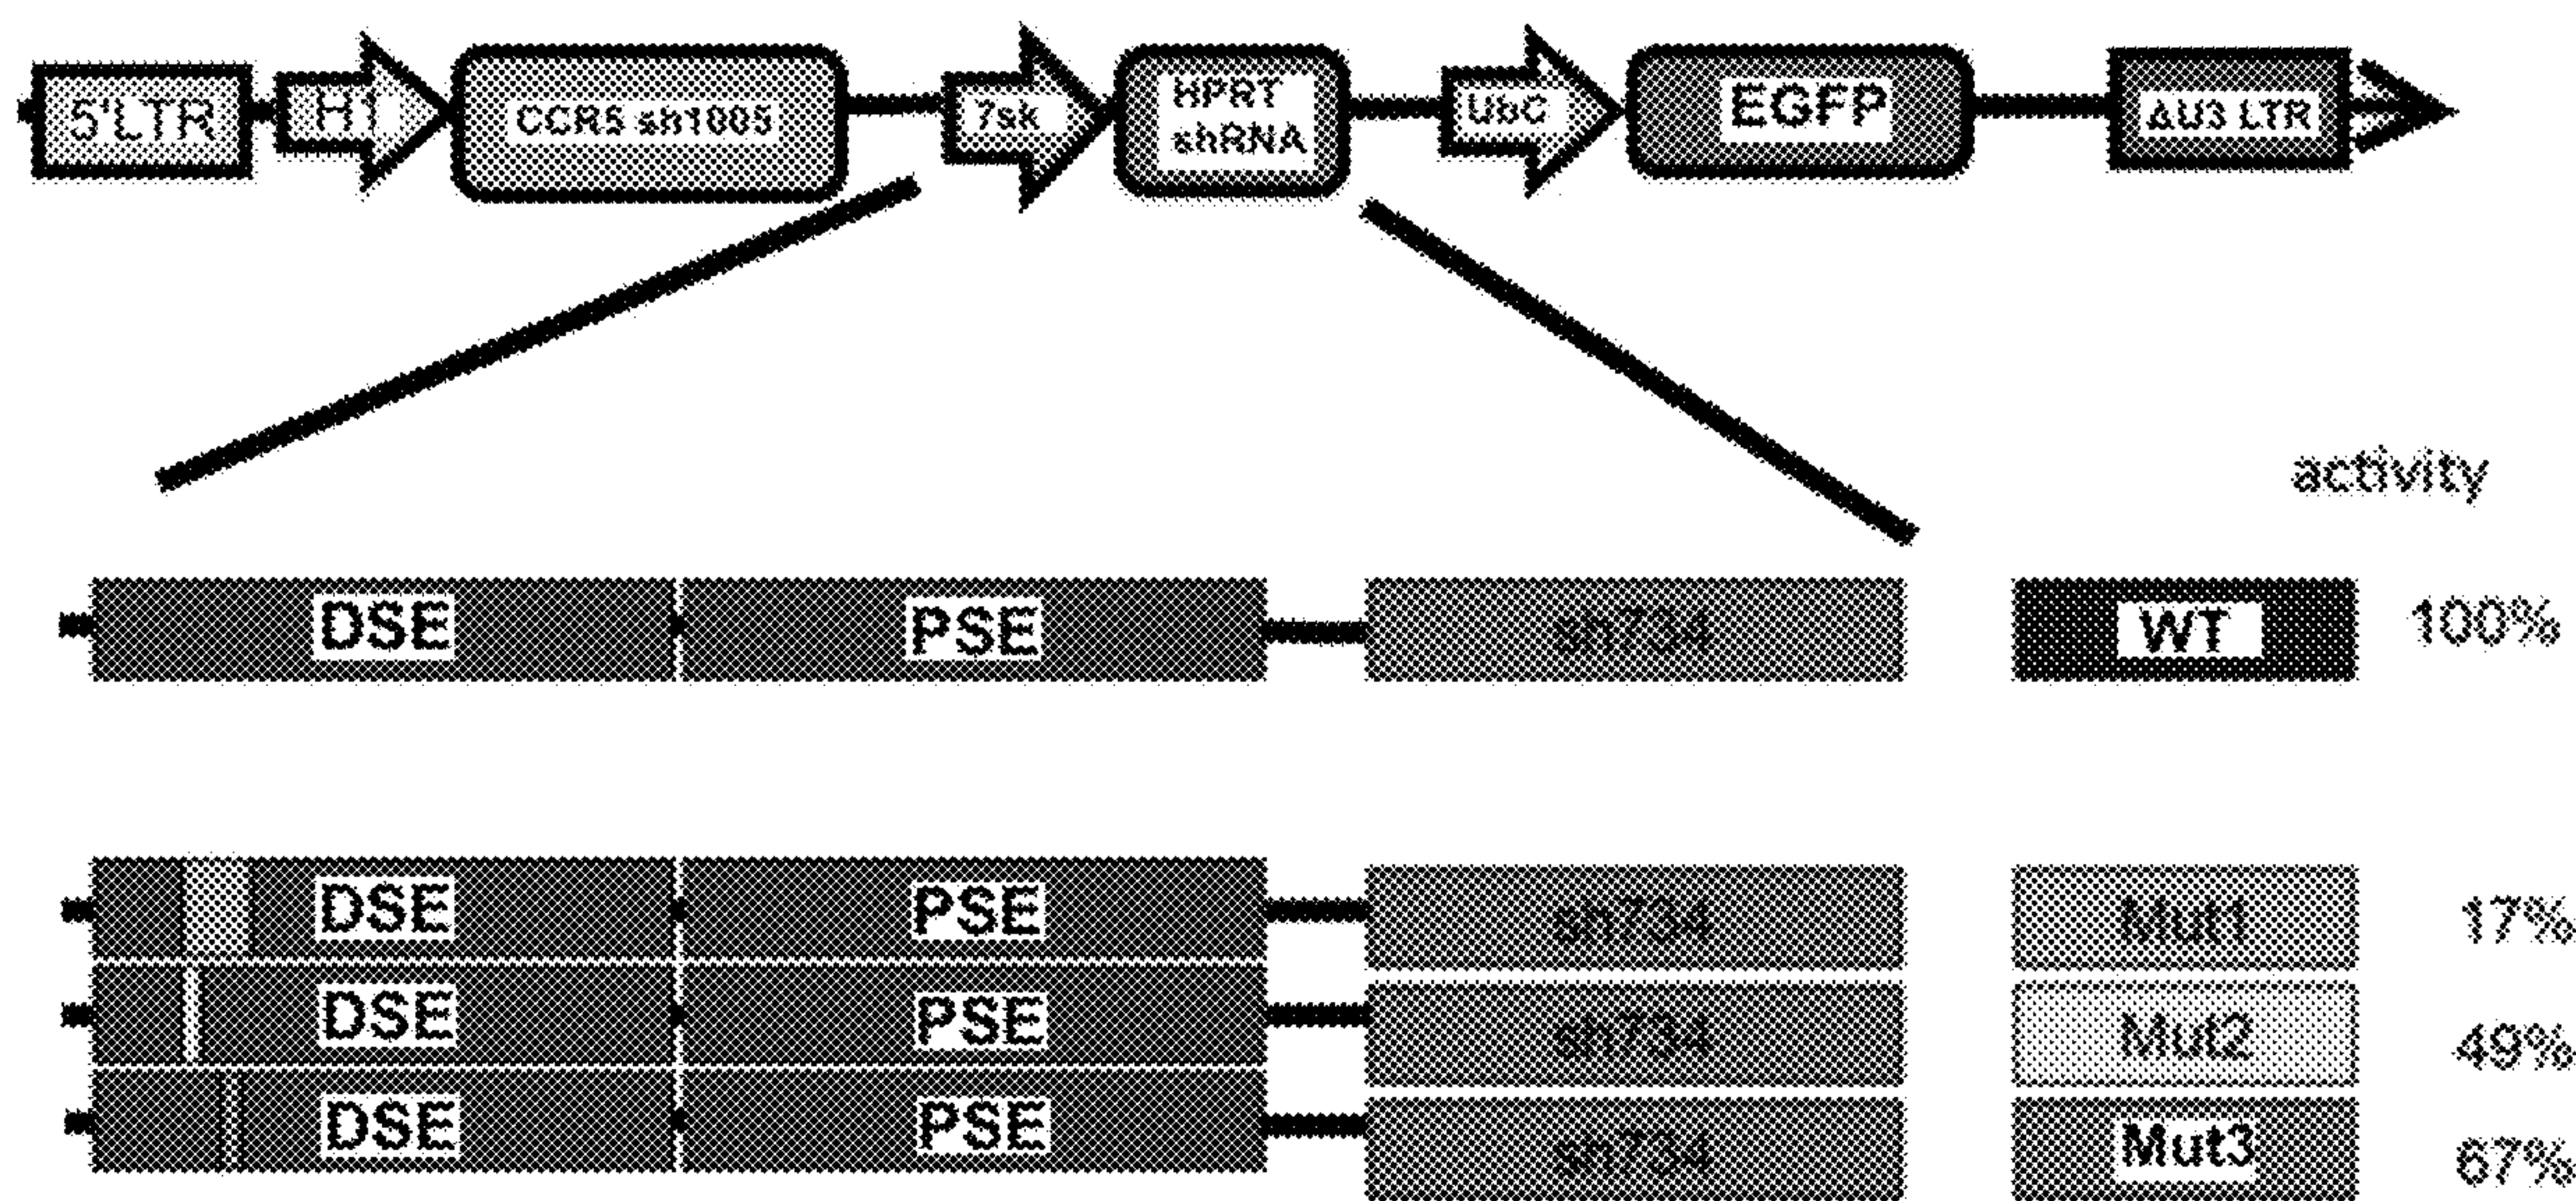 5'LTR H1 CCR5 sh1005 7sk HPRT shRNA UbC EGFP ΔU3 LTR
activity
DSE PSE sh734 WT 100%
DSE PSE sh734 Mut1 17%
DSE PSE sh734 Mut2 49%
DSE PSE sh734 Mut3 67%